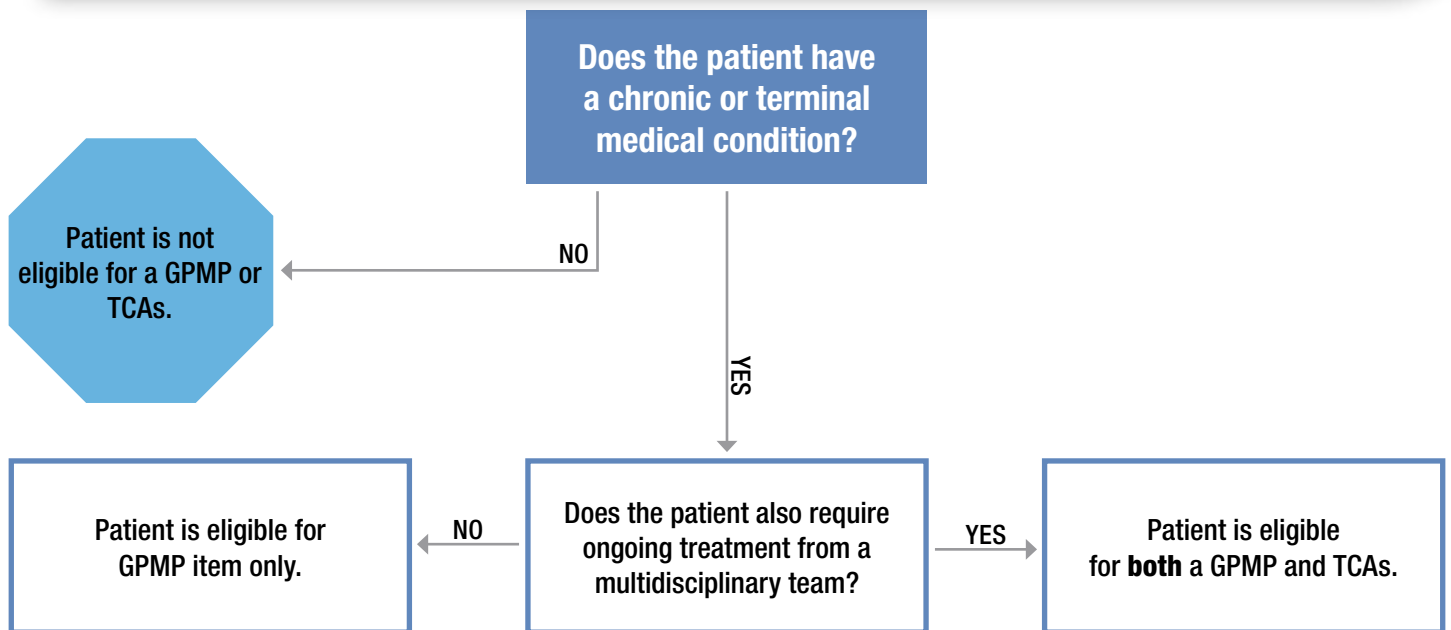 Does the patient have
a chronic or terminal
medical condition?
Patient is not
eligible for a GPMP or
TCAs.
NO
YES
Patient is eligible for
GPMP item only.
NO
Does the patient also require
ongoing treatment from a
multidisciplinary team?
YES
Patient is eligible
for both a GPMP and TCAs.